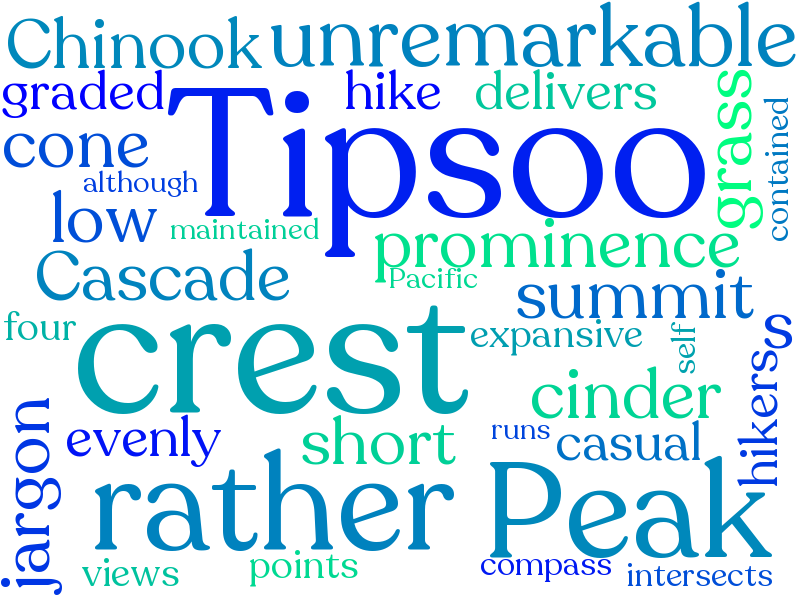 Chinook unremarkable
graded hike delivers
Tipsoo
grass
contained
cone
although
low
maintained
prominence
Cascade
Pacific
summit
four
crest
expansive
self
s
cinder
hikers
jargon
evenly
short
runs
casual
rather Peak
views
points
compass
intersects